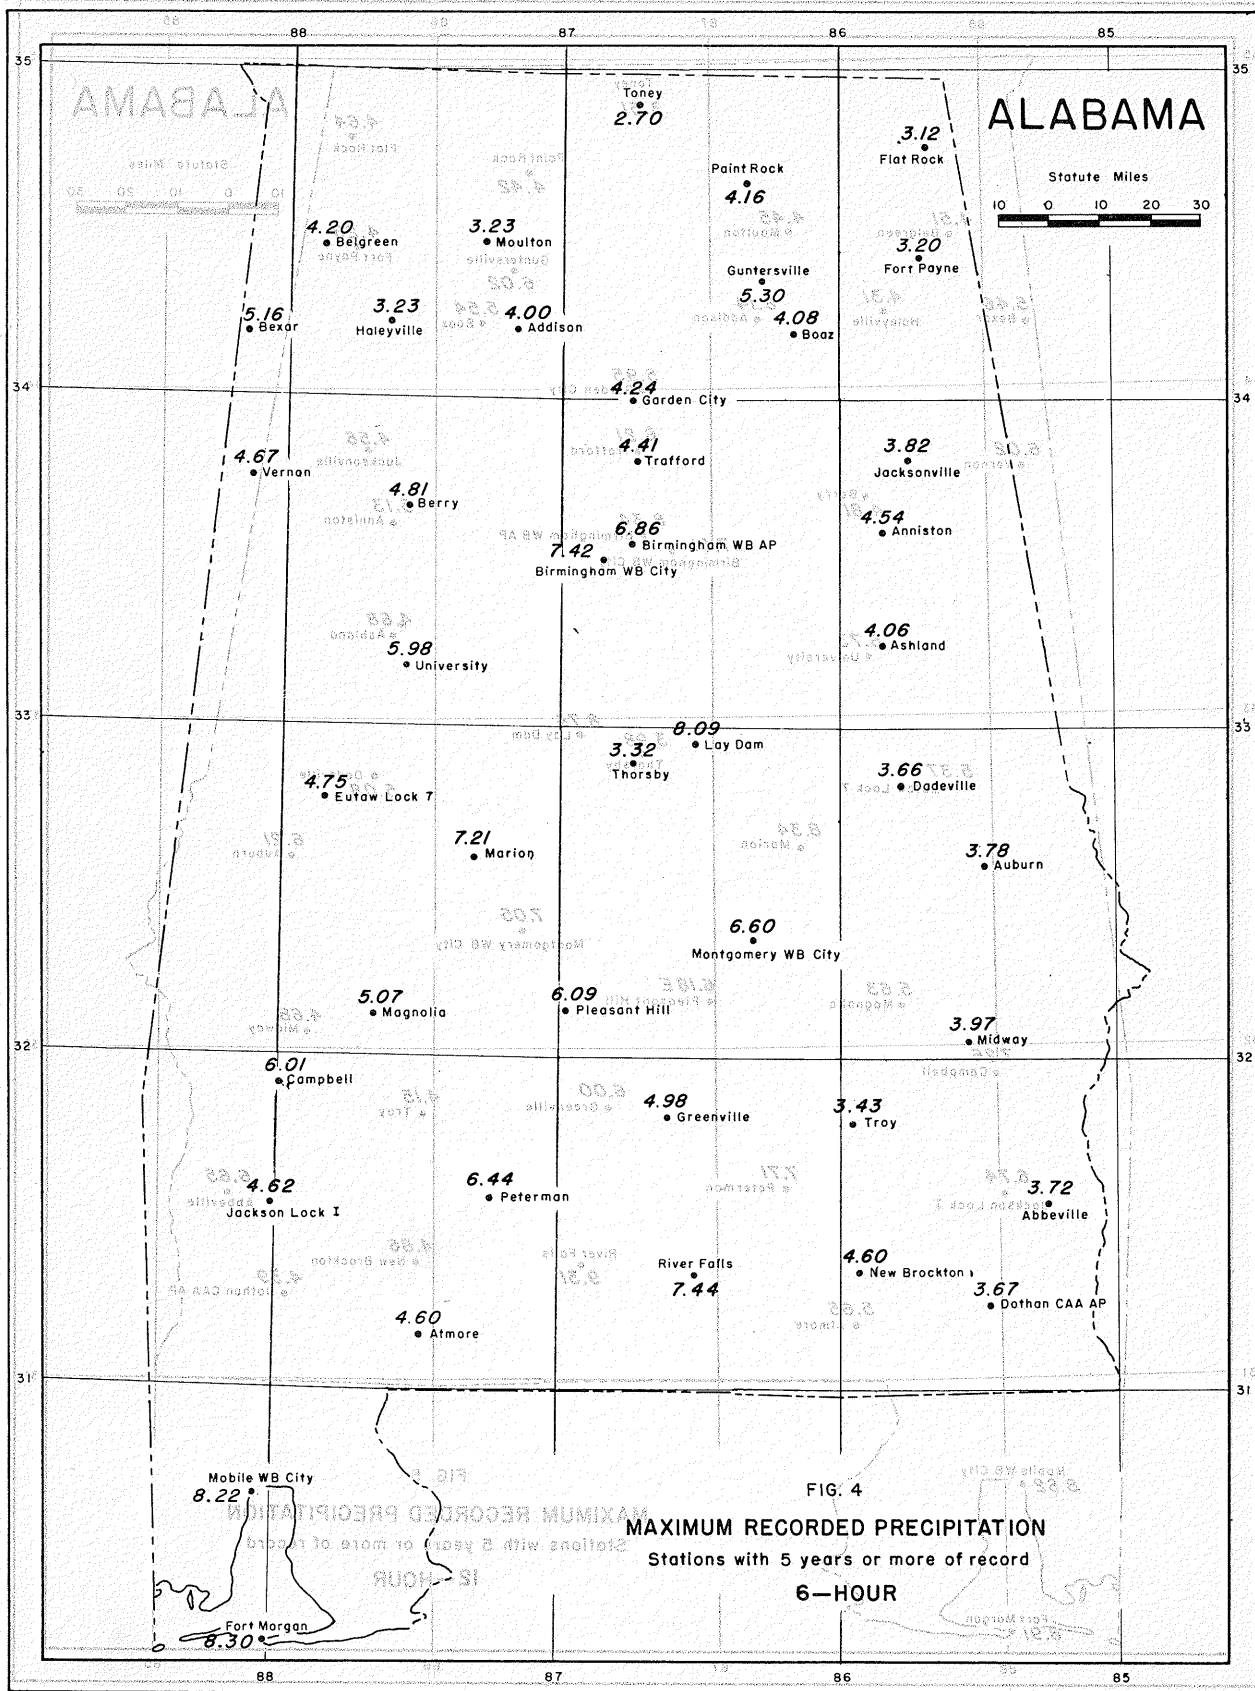 88 87 86 85
35 35
ALABAMA
Statute Miles
10 0 10 20 30
Toney
2.70
3.12
Flat Rock
Paint Rock
4.16
4.20
Belgreen
3.23
Moulton
3.20
Fort Payne
Guntersville
5.30
5.16
Bexar
3.23
Haleyville
4.00
Addison
4.08
Boaz
34 34
4.24
Garden City
4.67
Vernon
4.41
Trafford
3.82
Jacksonville
4.81
Berry
4.54
Anniston
6.86
Birmingham WB AP
7.42
Birmingham WB City
4.06
Ashland
5.98
University
33 33
8.09
Lay Dam
3.32
Thorsby
3.66
Dadeville
4.75
Eutaw Lock 7
7.21
Marion
3.78
Auburn
6.60
Montgomery WB City
5.07
Magnolia
6.09
Pleasant Hill
3.97
Midway
32 32
6.01
Campbell
4.98
Greenville
3.43
Troy
4.62
Jackson Lock I
6.44
Peterman
3.72
Abbeville
River Falls
7.44
4.60
New Brockton
3.67
Dothan CAA AP
4.60
Atmore
31 31
Mobile WB City
8.22
FIG. 4
MAXIMUM RECORDED PRECIPITATION
Stations with 5 years or more of record
6—HOUR
Fort Morgan
8.30
88 87 86 85